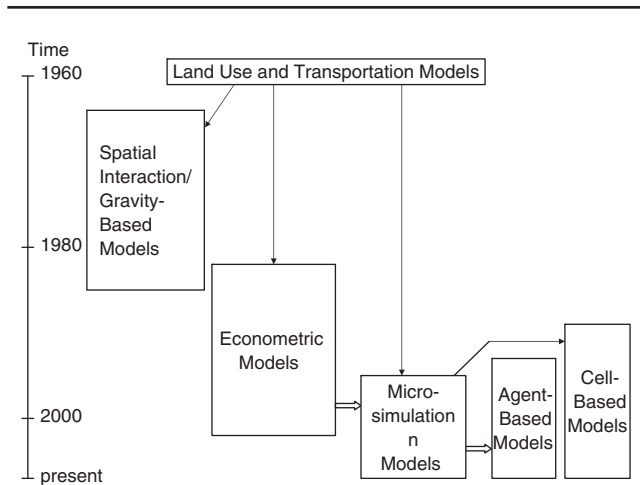 Time
1960
Land Use and Transportation Models
Spatial
Interaction/
Gravity-
Based
Models
1980
Econometric
Models
Micro-
simulatio
n
Models
Agent-
Based
Models
Cell-
Based
Models
2000
present